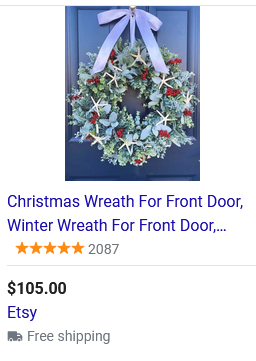 Christmas Wreath For Front Door,
Winter Wreath For Front Door,...
2087
$105.00
Etsy
Free shipping